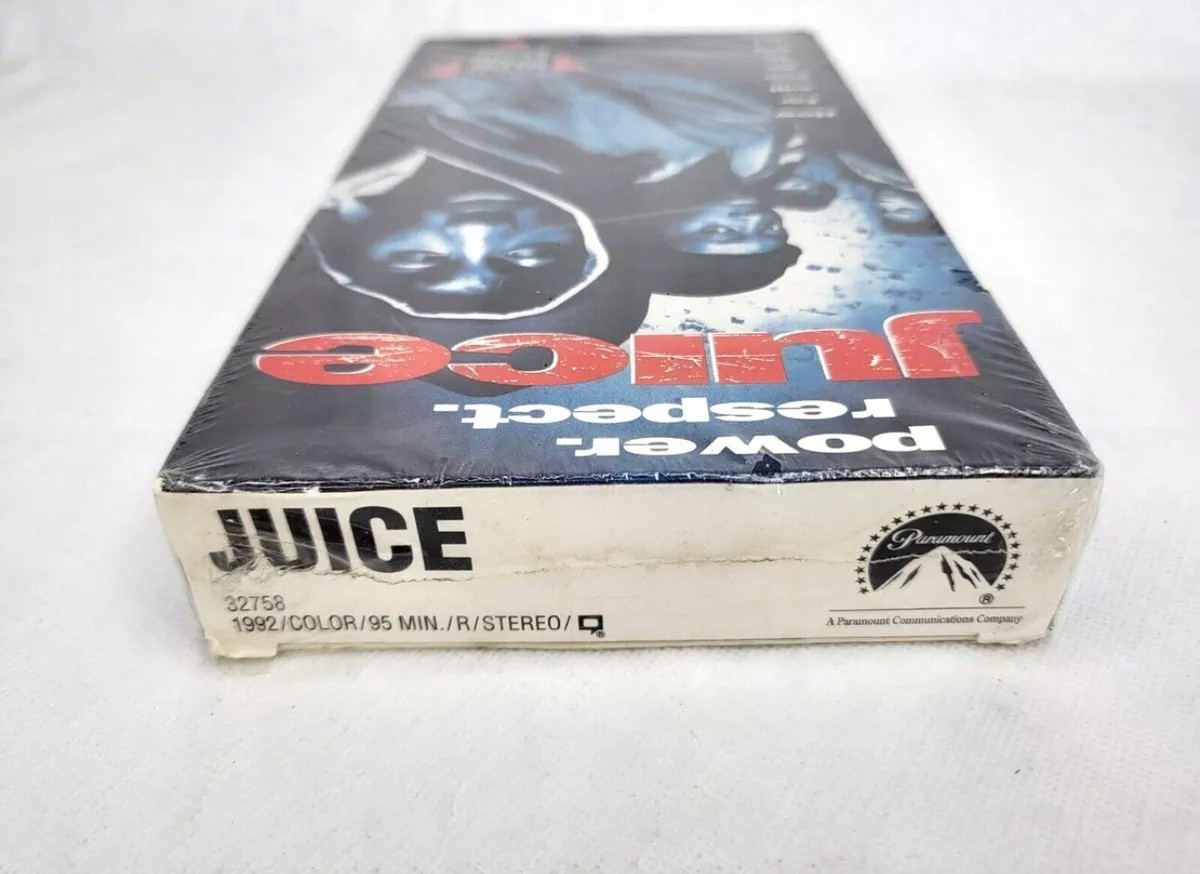 power.
respect.
JUICE
JUICE
32758
1992/COLOR/95 MIN./R/STEREO/
®
Paramount
®
A Paramount Communications Company